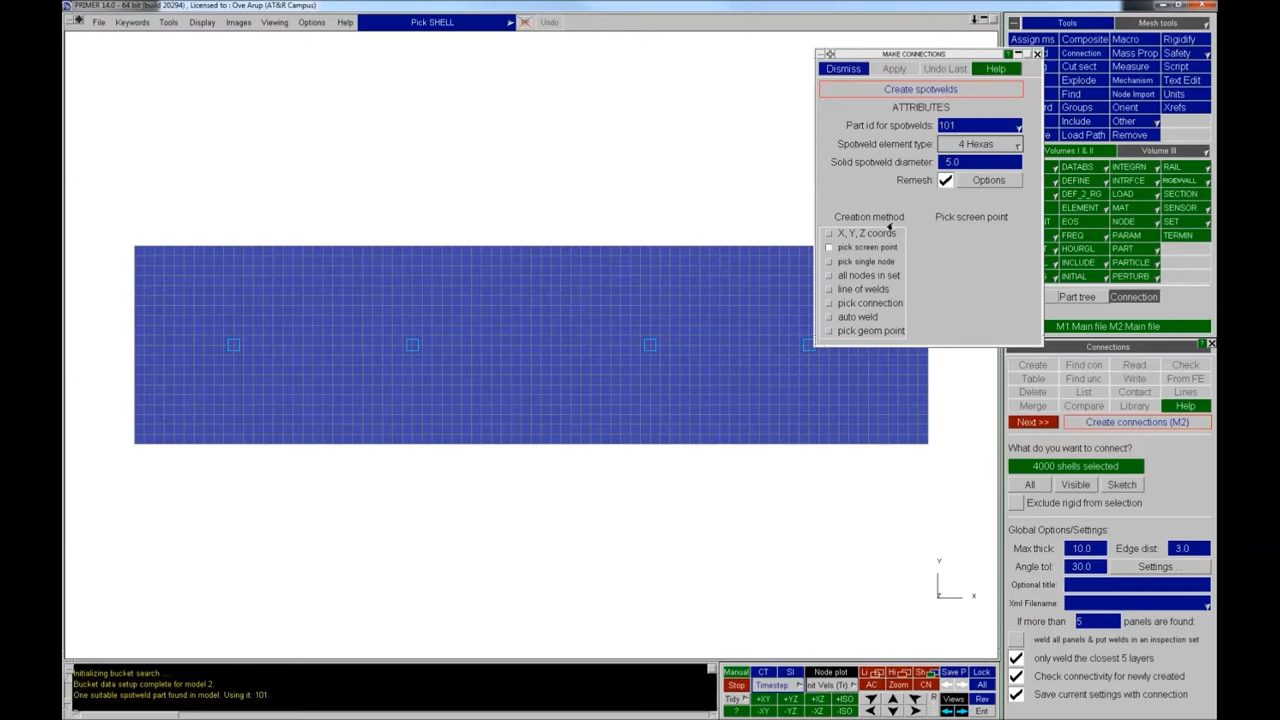 PRIMER 14.0 - 64 bit (build 20294) , Licensed to : Ove Arup (AT&R Campus)
File Keywords Tools Display Images Viewing Options Help Pick SHELL Undo
MAKE CONNECTIONS
Dismiss Apply Undo Last Help
Create spotwelds
ATTRIBUTES
Part id for spotwelds: 101
Spotweld element type: 4 Hexas
Solid spotweld diameter: 5.0
Remesh: Options
Creation method Pick screen point
X, Y, Z coords
pick screen point
pick single node
all nodes in set
line of welds
pick connection
auto weld
pick geom point
Tools Mesh tools
Assign ms Composite Macro Rigidify
Connection Mass Prop Safety
Cut sect Measure Script
Explode Mechanism Text Edit
Find Node Import Units
Groups Orient Xrefs
Include Other
Load Path Remove
Volumes I & II Volume III
DATABS INTEGRN RAIL
DEFINE INTRFCE RIGIDWALL
DEF_2_RG LOAD SECTION
ELEMENT MAT SENSOR
EOS NODE SET
FREQ PARAM TERMIN
HOURGL PART
INCLUDE PARTICLE
INITIAL PERTURB
Part tree Connection
M1 Main file M2 Main file
Connections
Create Find con Read Check
Table Find unc Write From FE
Delete List Contact Lines
Merge Compare Library Help
Next >> Create connections (M2)
What do you want to connect?
4000 shells selected
All Visible Sketch
Exclude rigid from selection
Global Options/Settings:
Max thick: 10.0 Edge dist: 3.0
Angle tol: 30.0 Settings ...
Optional title:
Xml Filename:
If more than 5 panels are found:
weld all panels & put welds in an inspection set
only weld the closest 5 layers
Check connectivity for newly created
Save current settings with connection
Y
Z X
Initializing bucket search ....
Bucket data setup complete for model 2.
One suitable spotweld part found in model. Using it: 101.
Manual CT SI Node plot Li Hi Sh Save P Lock
Stop Timestep nit Vels (Tr) AC Zoom CN All
Tidy +XY +YZ +XZ +ISO R Views Rev
? -XY -YZ -XZ -ISO F Ent